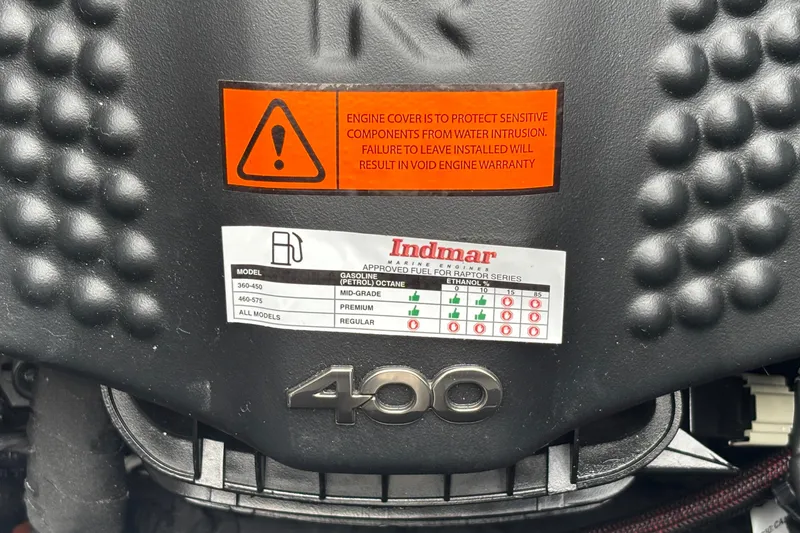 ENGINE COVER IS TO PROTECT SENSITIVE
COMPONENTS FROM WATER INTRUSION.
FAILURE TO LEAVE INSTALLED WILL
RESULT IN VOID ENGINE WARRANTY
Indmar
MARINE ENGINES
APPROVED FUEL FOR RAPTOR SERIES
MODEL GASOLINE (PETROL) OCTANE ETHANOL %
0 10 15 85
360-450 MID-GRADE
460-575 PREMIUM
ALL MODELS REGULAR
400